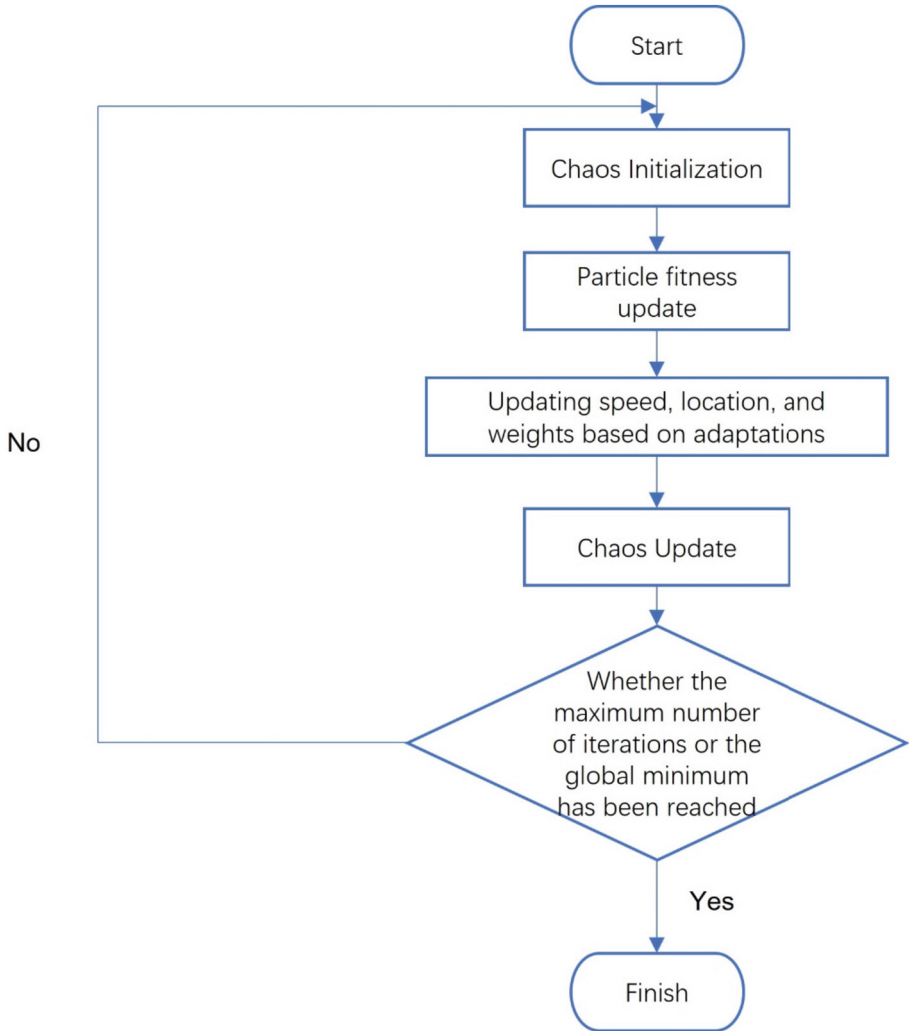 Start
Chaos Initialization
Particle fitness
update
Updating speed, location, and
weights based on adaptations
No
Chaos Update
Whether the
maximum number
of iterations or the
global minimum
has been reached
Yes
Finish